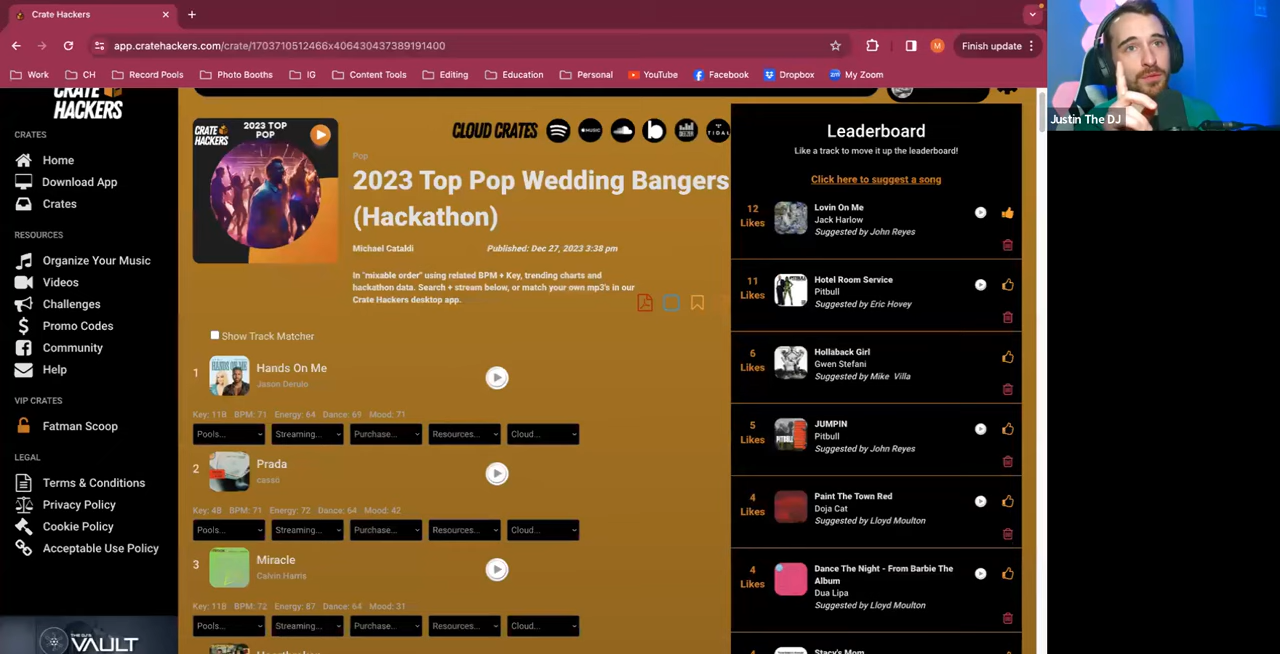 Crate Hackers
app.cratehackers.com/crate/1703710512466x406430437389191400
M
Finish update
Work
CH
Record Pools
Photo Booths
IG
Content Tools
Editing
Education
Personal
YouTube
Facebook
Dropbox
My Zoom
CRATE
HACKERS
CRATES
Home
Download App
Crates
RESOURCES
Organize Your Music
Videos
Challenges
Promo Codes
Community
Help
VIP CRATES
Fatman Scoop
LEGAL
Terms & Conditions
Privacy Policy
Cookie Policy
Acceptable Use Policy
VAULT
CRATE
HACKERS
2023 TOP
POP
CLOUD CRATES
MUSIC
TIDAL
Pop
2023 Top Pop Wedding Bangers
(Hackathon)
Michael Cataldi
Published: Dec 27, 2023 3:38 pm
In "mixable order" using related BPM + Key, trending charts and
hackathon data. Search + stream below, or match your own mp3's in our
Crate Hackers desktop app.
Show Track Matcher
1
Hands On Me
Jason Derulo
Key: 11B BPM: 71 Energy: 64 Dance: 69 Mood: 71
Pools... Streaming... Purchase... Resources... Cloud...
2
Prada
cassö
Key: 4B BPM: 71 Energy: 72 Dance: 64 Mood: 42
Pools... Streaming... Purchase... Resources... Cloud...
3
Miracle
Calvin Harris
Key: 11B BPM: 72 Energy: 87 Dance: 64 Mood: 31
Pools... Streaming... Purchase... Resources... Cloud...
Leaderboard
Like a track to move it up the leaderboard!
Click here to suggest a song
12
Likes
Lovin On Me
Jack Harlow
Suggested by John Reyes
11
Likes
Hotel Room Service
Pitbull
Suggested by Eric Hovey
6
Likes
Hollaback Girl
Gwen Stefani
Suggested by Mike Villa
5
Likes
JUMPIN
Pitbull
Suggested by John Reyes
4
Likes
Paint The Town Red
Doja Cat
Suggested by Lloyd Moulton
4
Likes
Dance The Night - From Barbie The
Album
Dua Lipa
Suggested by Lloyd Moulton
4
Stacy's Mom
Justin The DJ